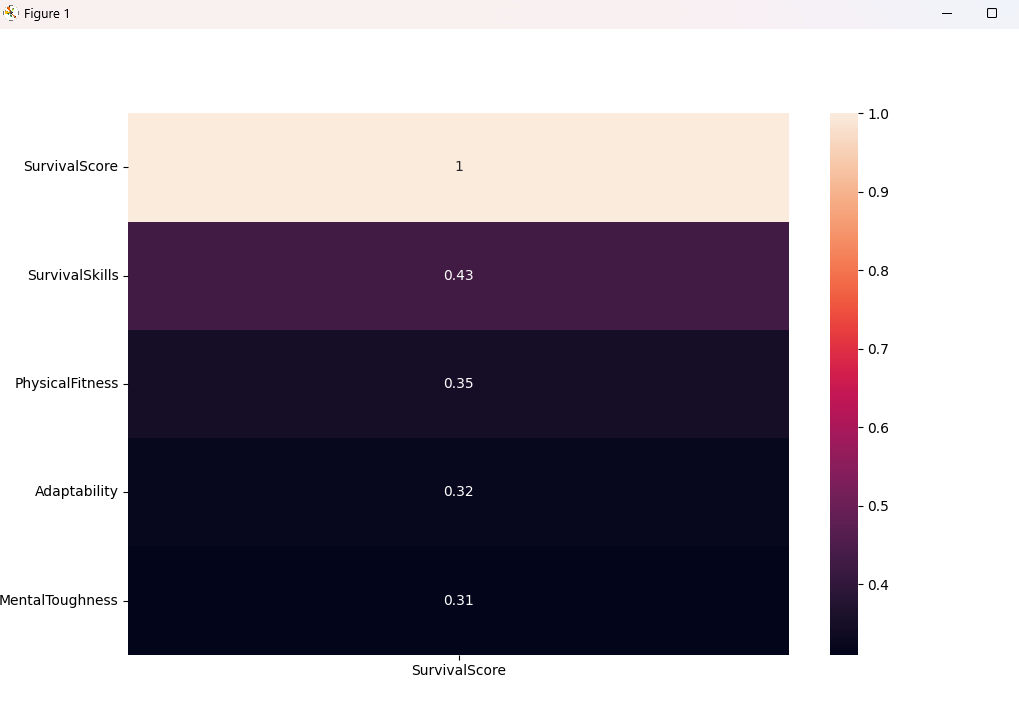 Figure 1
1.0
SurvivalScore
1
0.9
SurvivalSkills
0.43
0.8
0.7
PhysicalFitness
0.35
0.6
Adaptability
0.32
0.5
0.4
MentalToughness
0.31
SurvivalScore